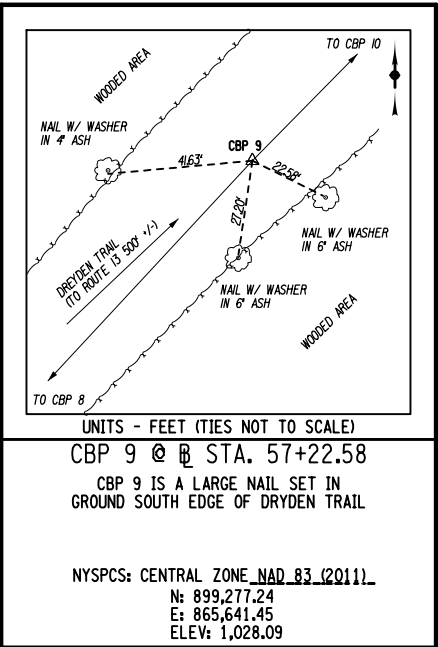 TO CBP 10
WOODED AREA
NAIL W/ WASHER
IN 4" ASH
CBP 9
41.63'
22.58'
27.20'
NAIL W/ WASHER
IN 6" ASH
DREYDEN TRAIL
(TO ROUTE 13 500' +/-)
NAIL W/ WASHER
IN 6" ASH
WOODED AREA
TO CBP 8
UNITS - FEET (TIES NOT TO SCALE)
CBP 9 @ BL STA. 57+22.58
CBP 9 IS A LARGE NAIL SET IN
GROUND SOUTH EDGE OF DRYDEN TRAIL
NYSPCS: CENTRAL ZONE NAD 83 (2011)
N: 899,277.24
E: 865,641.45
ELEV: 1,028.09